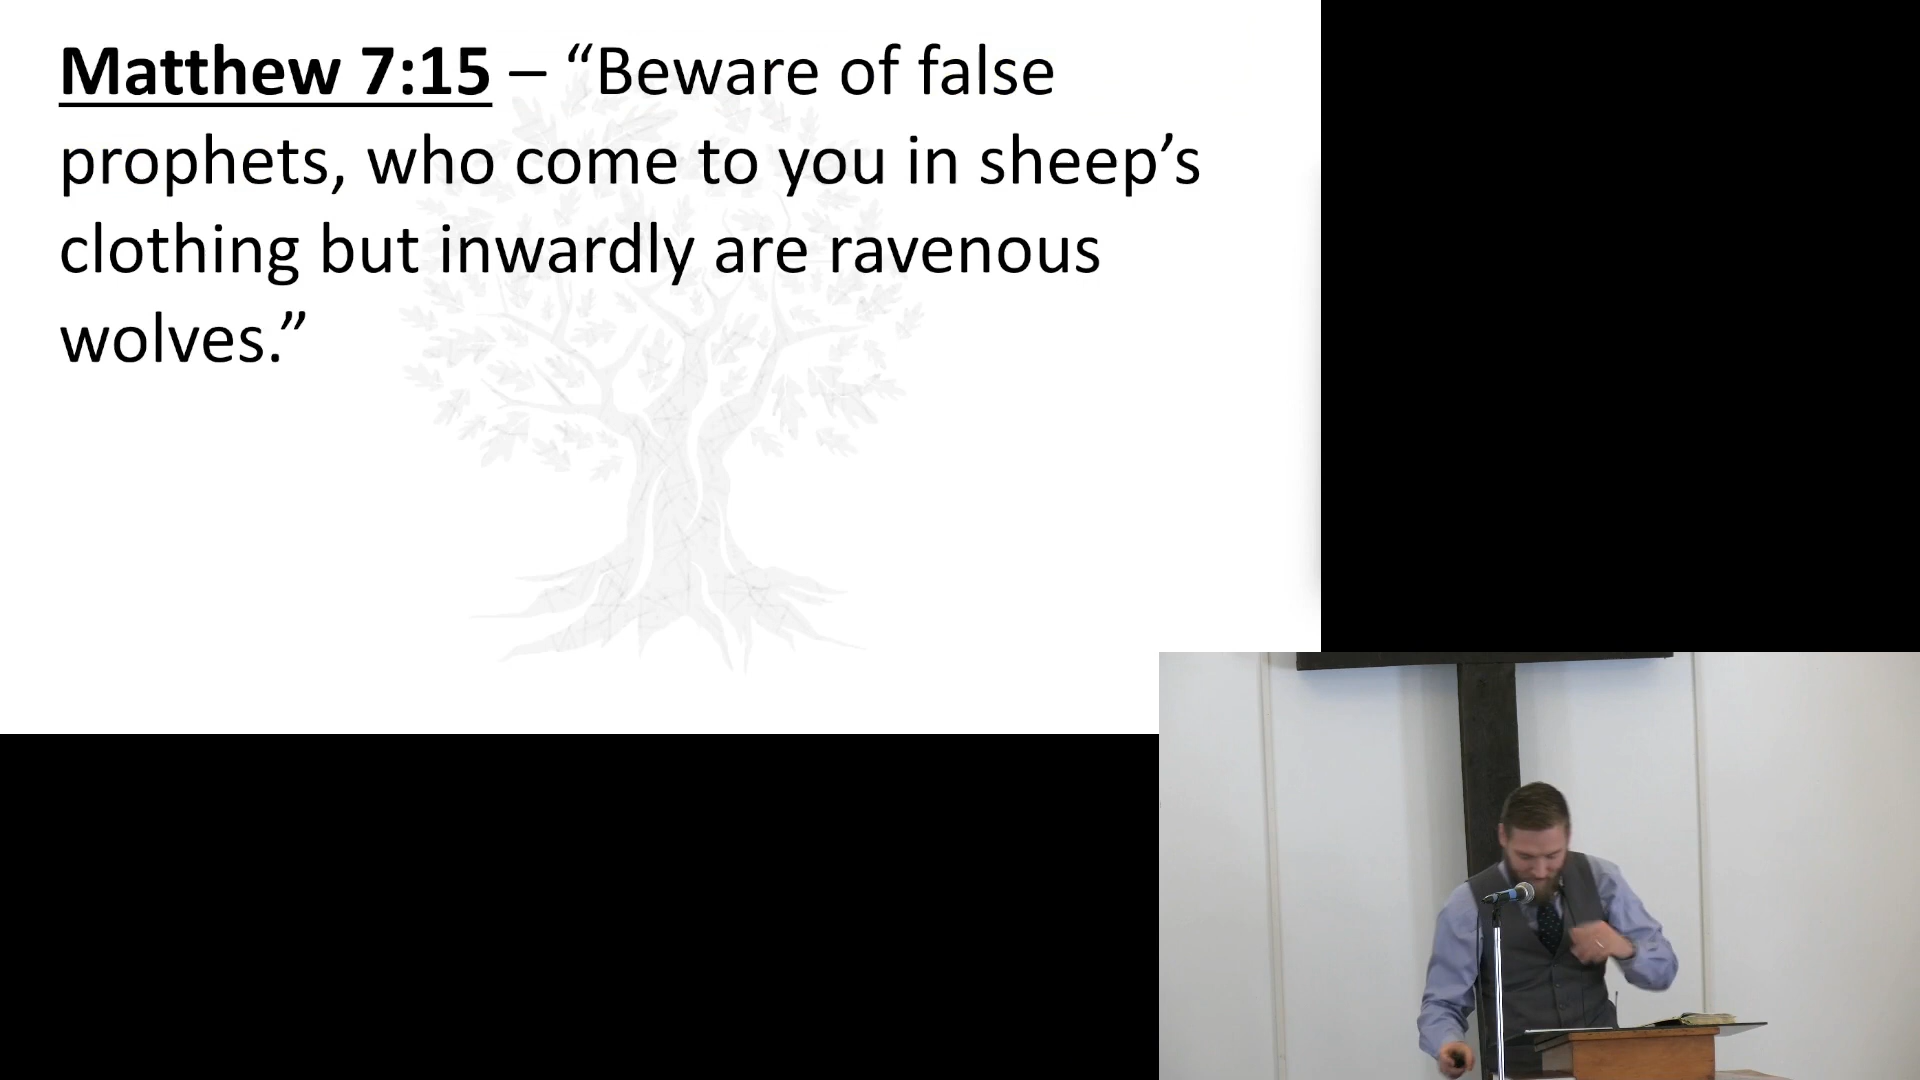 Matthew 7:15 – “Beware of false
prophets, who come to you in sheep’s
clothing but inwardly are ravenous
wolves.”